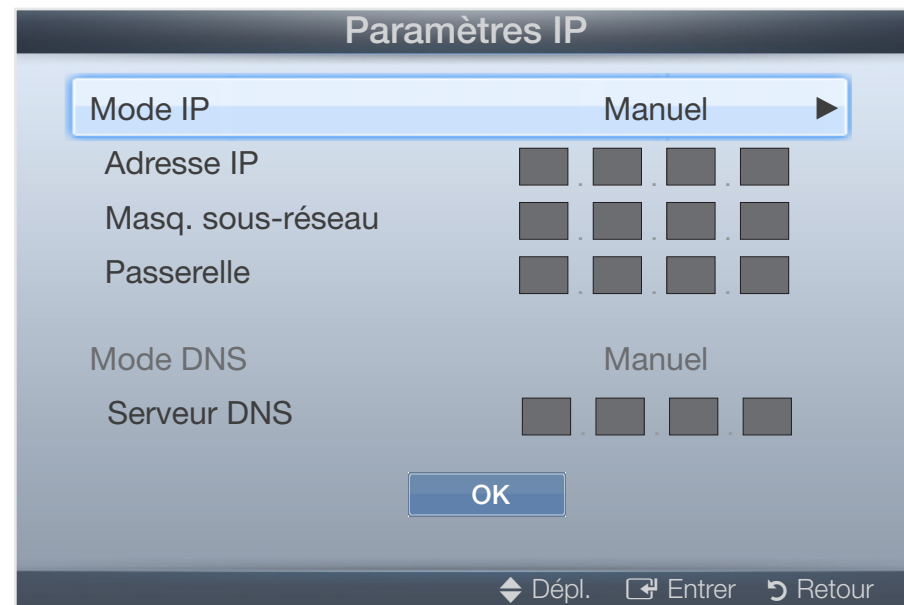 Paramètres IP
Mode IP Manuel ▶
Adresse IP . . .
Masq. sous-réseau . . .
Passerelle . . .
Mode DNS Manuel
Serveur DNS . . .
OK
Dépl. Entrer Retour